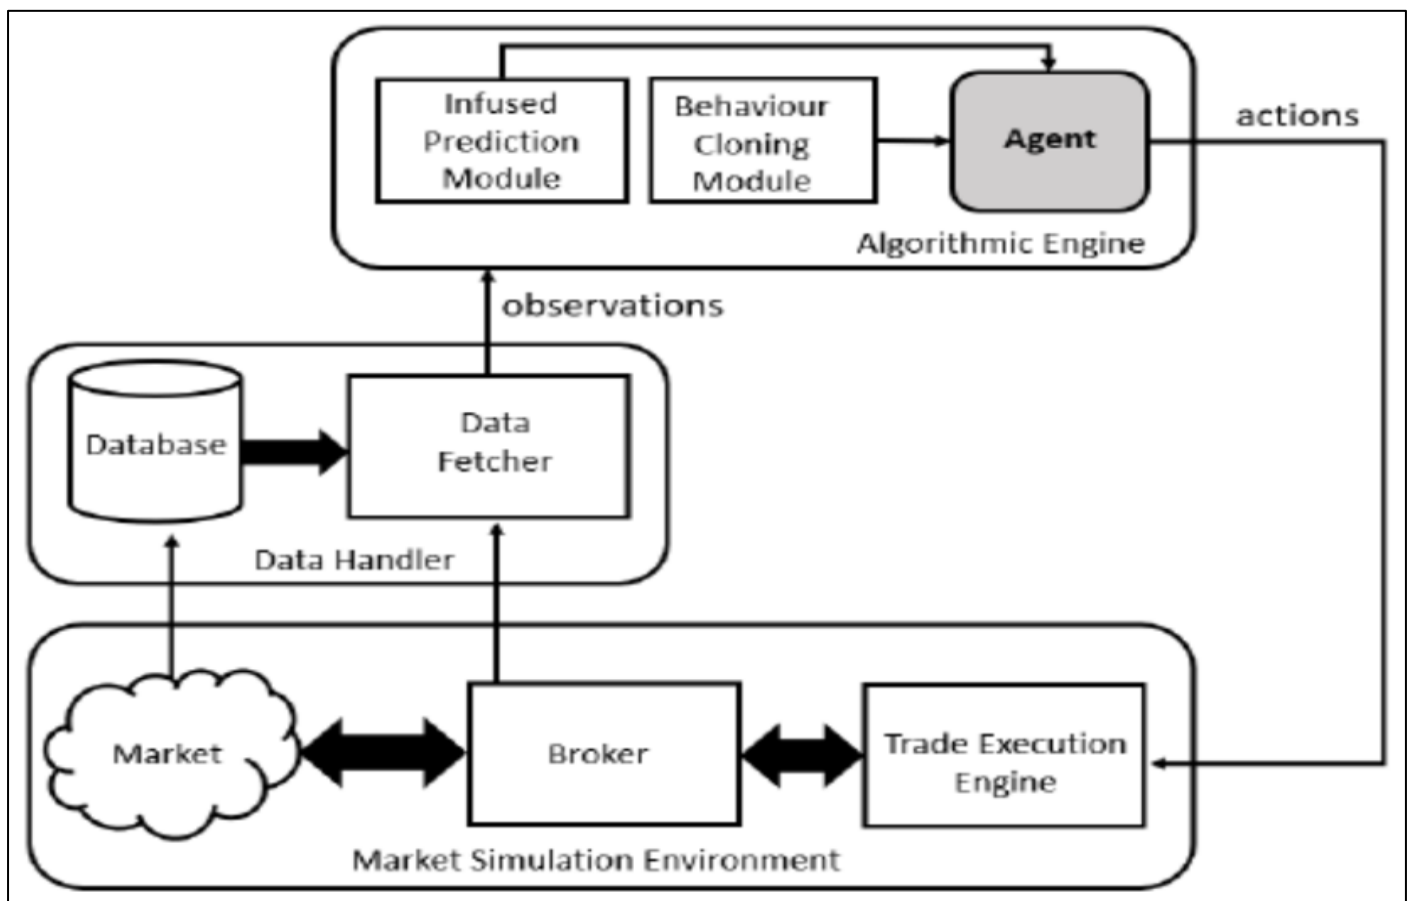 Infused
Prediction
Module
Behaviour
Cloning
Module
Agent
actions
Algorithmic Engine
observations
Database
Data
Fetcher
Data Handler
Market
Broker
Trade Execution
Engine
Market Simulation Environment